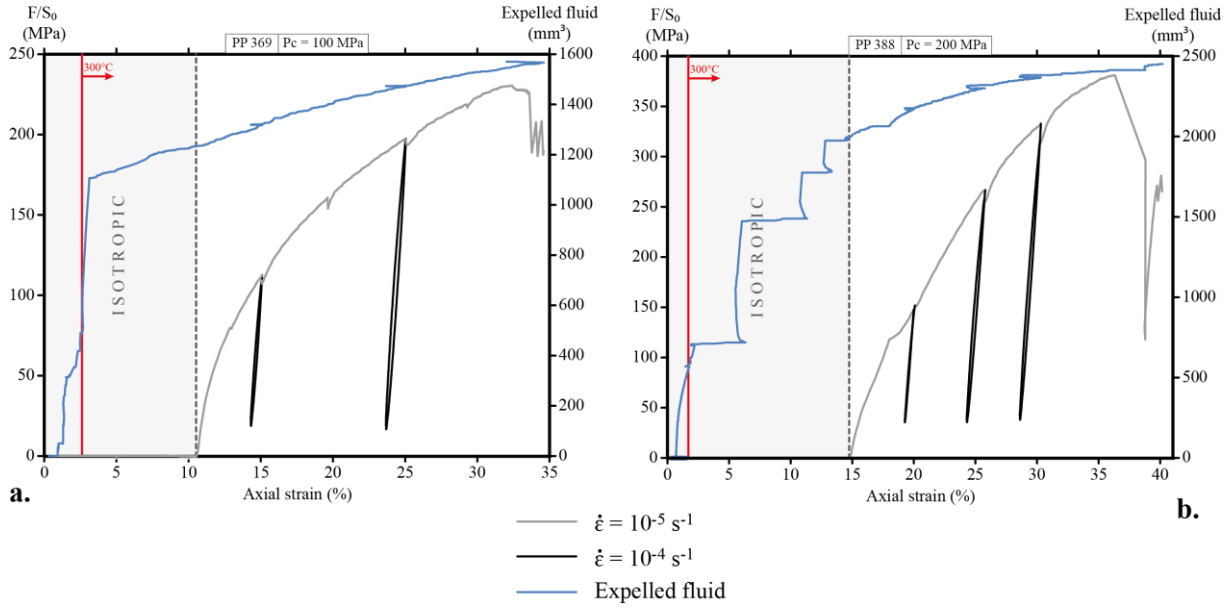 F/S₀
(MPa)
Expelled fluid
(mm³)
PP 369 | Pc = 100 MPa
250
200
150
100
50
0
300°C
ISOTROPIC
1600
1400
1200
1000
800
600
400
200
0
0 5 10 15 20 25 30 35
Axial strain (%)
a.
F/S₀
(MPa)
Expelled fluid
(mm³)
PP 388 | Pc = 200 MPa
400
350
300
250
200
150
100
50
0
300°C
ISOTROPIC
2500
2000
1500
1000
500
0
0 5 10 15 20 25 30 35 40
Axial strain (%)
b.
ε̇ = 10⁻⁵ s⁻¹
ε̇ = 10⁻⁴ s⁻¹
Expelled fluid